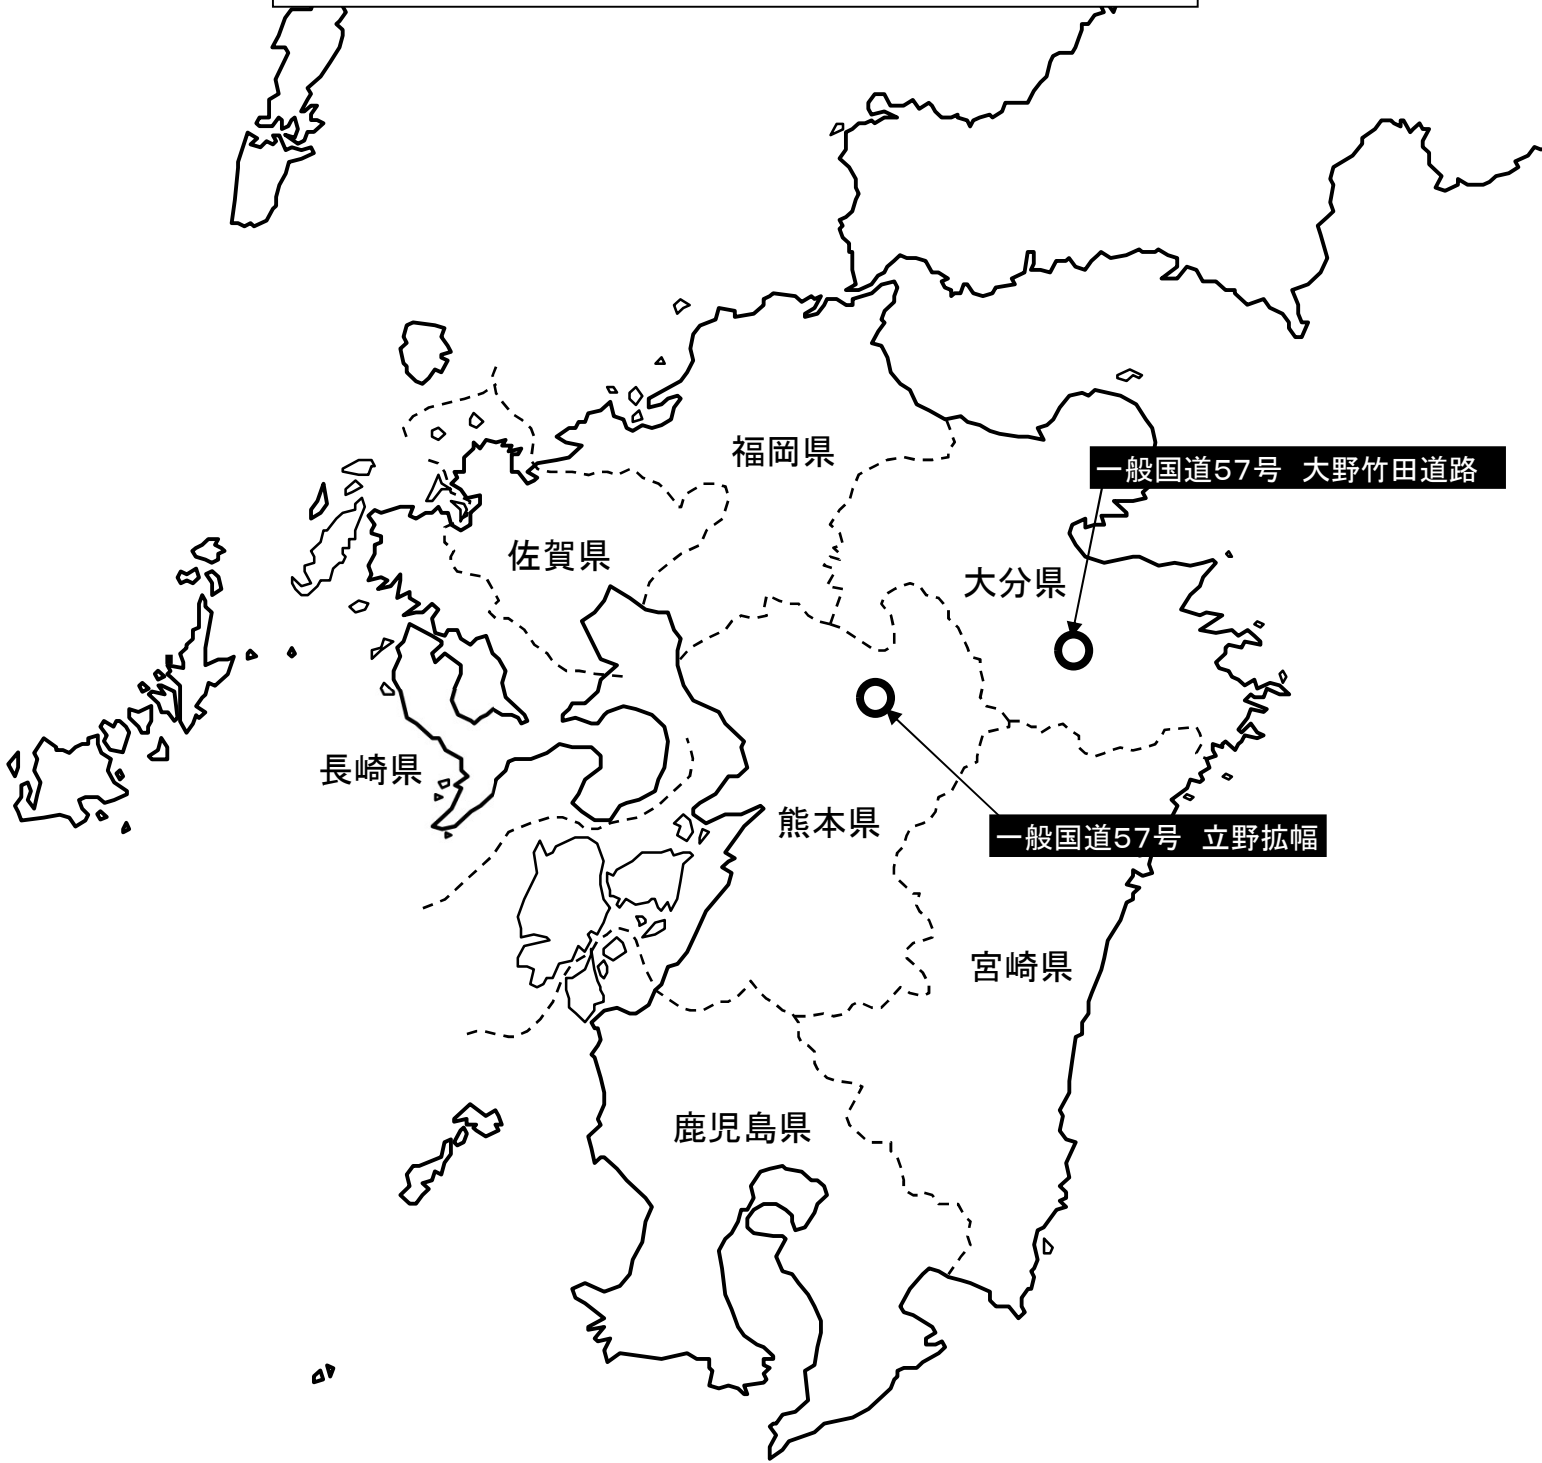 福岡県
一般国道57号　大野竹田道路
佐賀県
大分県
長崎県
熊本県
一般国道57号　立野拡幅
宮崎県
鹿児島県